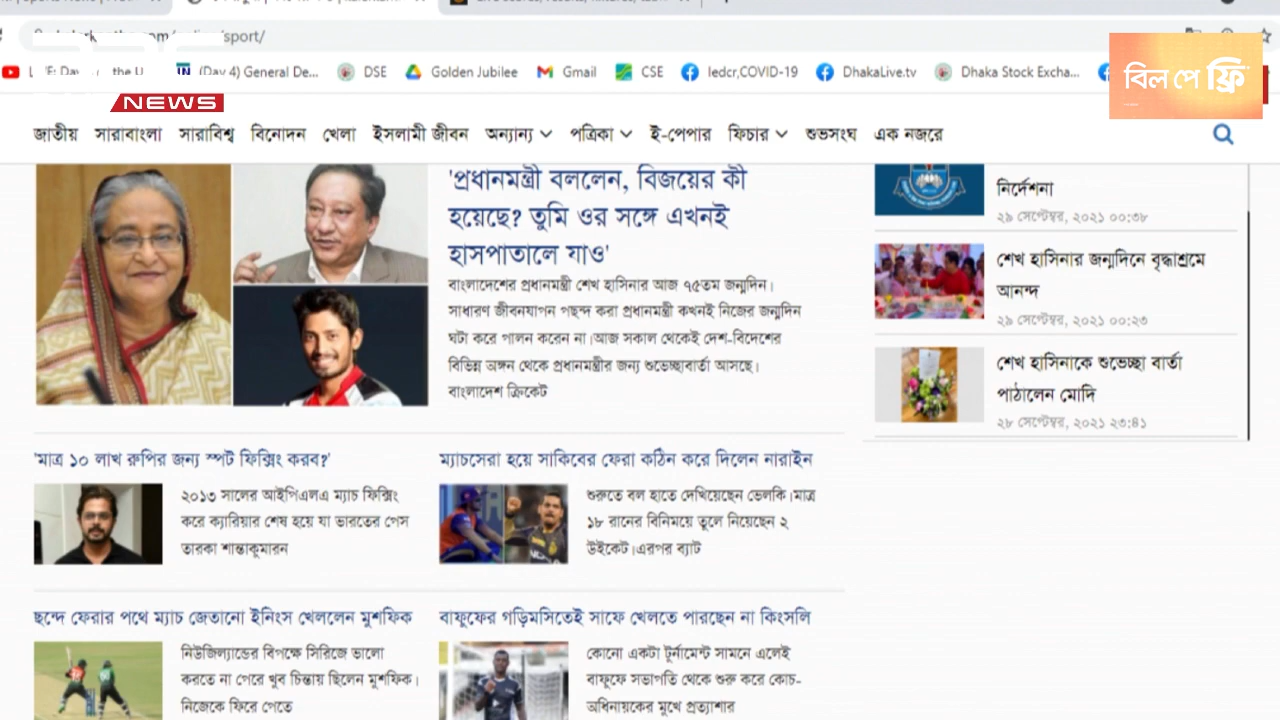 sport/
(Day 4) General De...
DSE
Golden Jubilee
Gmail
CSE
Iedcr,COVID-19
DhakaLive.tv
Dhaka Stock Excha...
বিল পে ফ্রি
NEWS
জাতীয় সারাবাংলা সারাবিশ্ব বিনোদন খেলা ইসলামী জীবন অন্যান্য পত্রিকা ই-পেপার ফিচার শুভসংঘ এক নজরে
'প্রধানমন্ত্রী বললেন, বিজয়ের কী
হয়েছে? তুমি ওর সঙ্গে এখনই
হাসপাতালে যাও'
বাংলাদেশের প্রধানমন্ত্রী শেখ হাসিনার আজ ৭৫তম জন্মদিন।
সাধারণ জীবনযাপন পছন্দ করা প্রধানমন্ত্রী কখনই নিজের জন্মদিন
ঘটা করে পালন করেন না।আজ সকাল থেকেই দেশ-বিদেশের
বিভিন্ন অঙ্গন থেকে প্রধানমন্ত্রীর জন্য শুভেচ্ছাবার্তা আসছে।
বাংলাদেশ ক্রিকেট
নির্দেশনা
২৯ সেপ্টেম্বর, ২০২১ ০০:৩৮
শেখ হাসিনার জন্মদিনে বৃদ্ধাশ্রমে
আনন্দ
২৯ সেপ্টেম্বর, ২০২১ ০০:২৩
শেখ হাসিনাকে শুভেচ্ছা বার্তা
পাঠালেন মোদি
২৮ সেপ্টেম্বর, ২০২১ ২৩:৪১
'মাত্র ১০ লাখ রুপির জন্য স্পট ফিক্সিং করব?'
২০১৩ সালের আইপিএলএ ম্যাচ ফিক্সিং
করে ক্যারিয়ার শেষ হয়ে যা ভারতের পেস
তারকা শান্তাকুমারন
ম্যাচসেরা হয়ে সাকিবের ফেরা কঠিন করে দিলেন নারাইন
শুরুতে বল হাতে দেখিয়েছেন ভেলকি।মাত্র
১৮ রানের বিনিময়ে তুলে নিয়েছেন ২
উইকেট।এরপর ব্যাট
ছন্দে ফেরার পথে ম্যাচ জেতানো ইনিংস খেললেন মুশফিক
নিউজিল্যান্ডের বিপক্ষে সিরিজে ভালো
করতে না পেরে খুব চিন্তায় ছিলেন মুশফিক।
নিজেকে ফিরে পেতে
বাফুফের গড়িমসিতেই সাফে খেলতে পারছেন না কিংসলি
কোনো একটা টুর্নামেন্ট সামনে এলেই
বাফুফে সভাপতি থেকে শুরু করে কোচ-
অধিনায়কের মুখে প্রত্যাশার